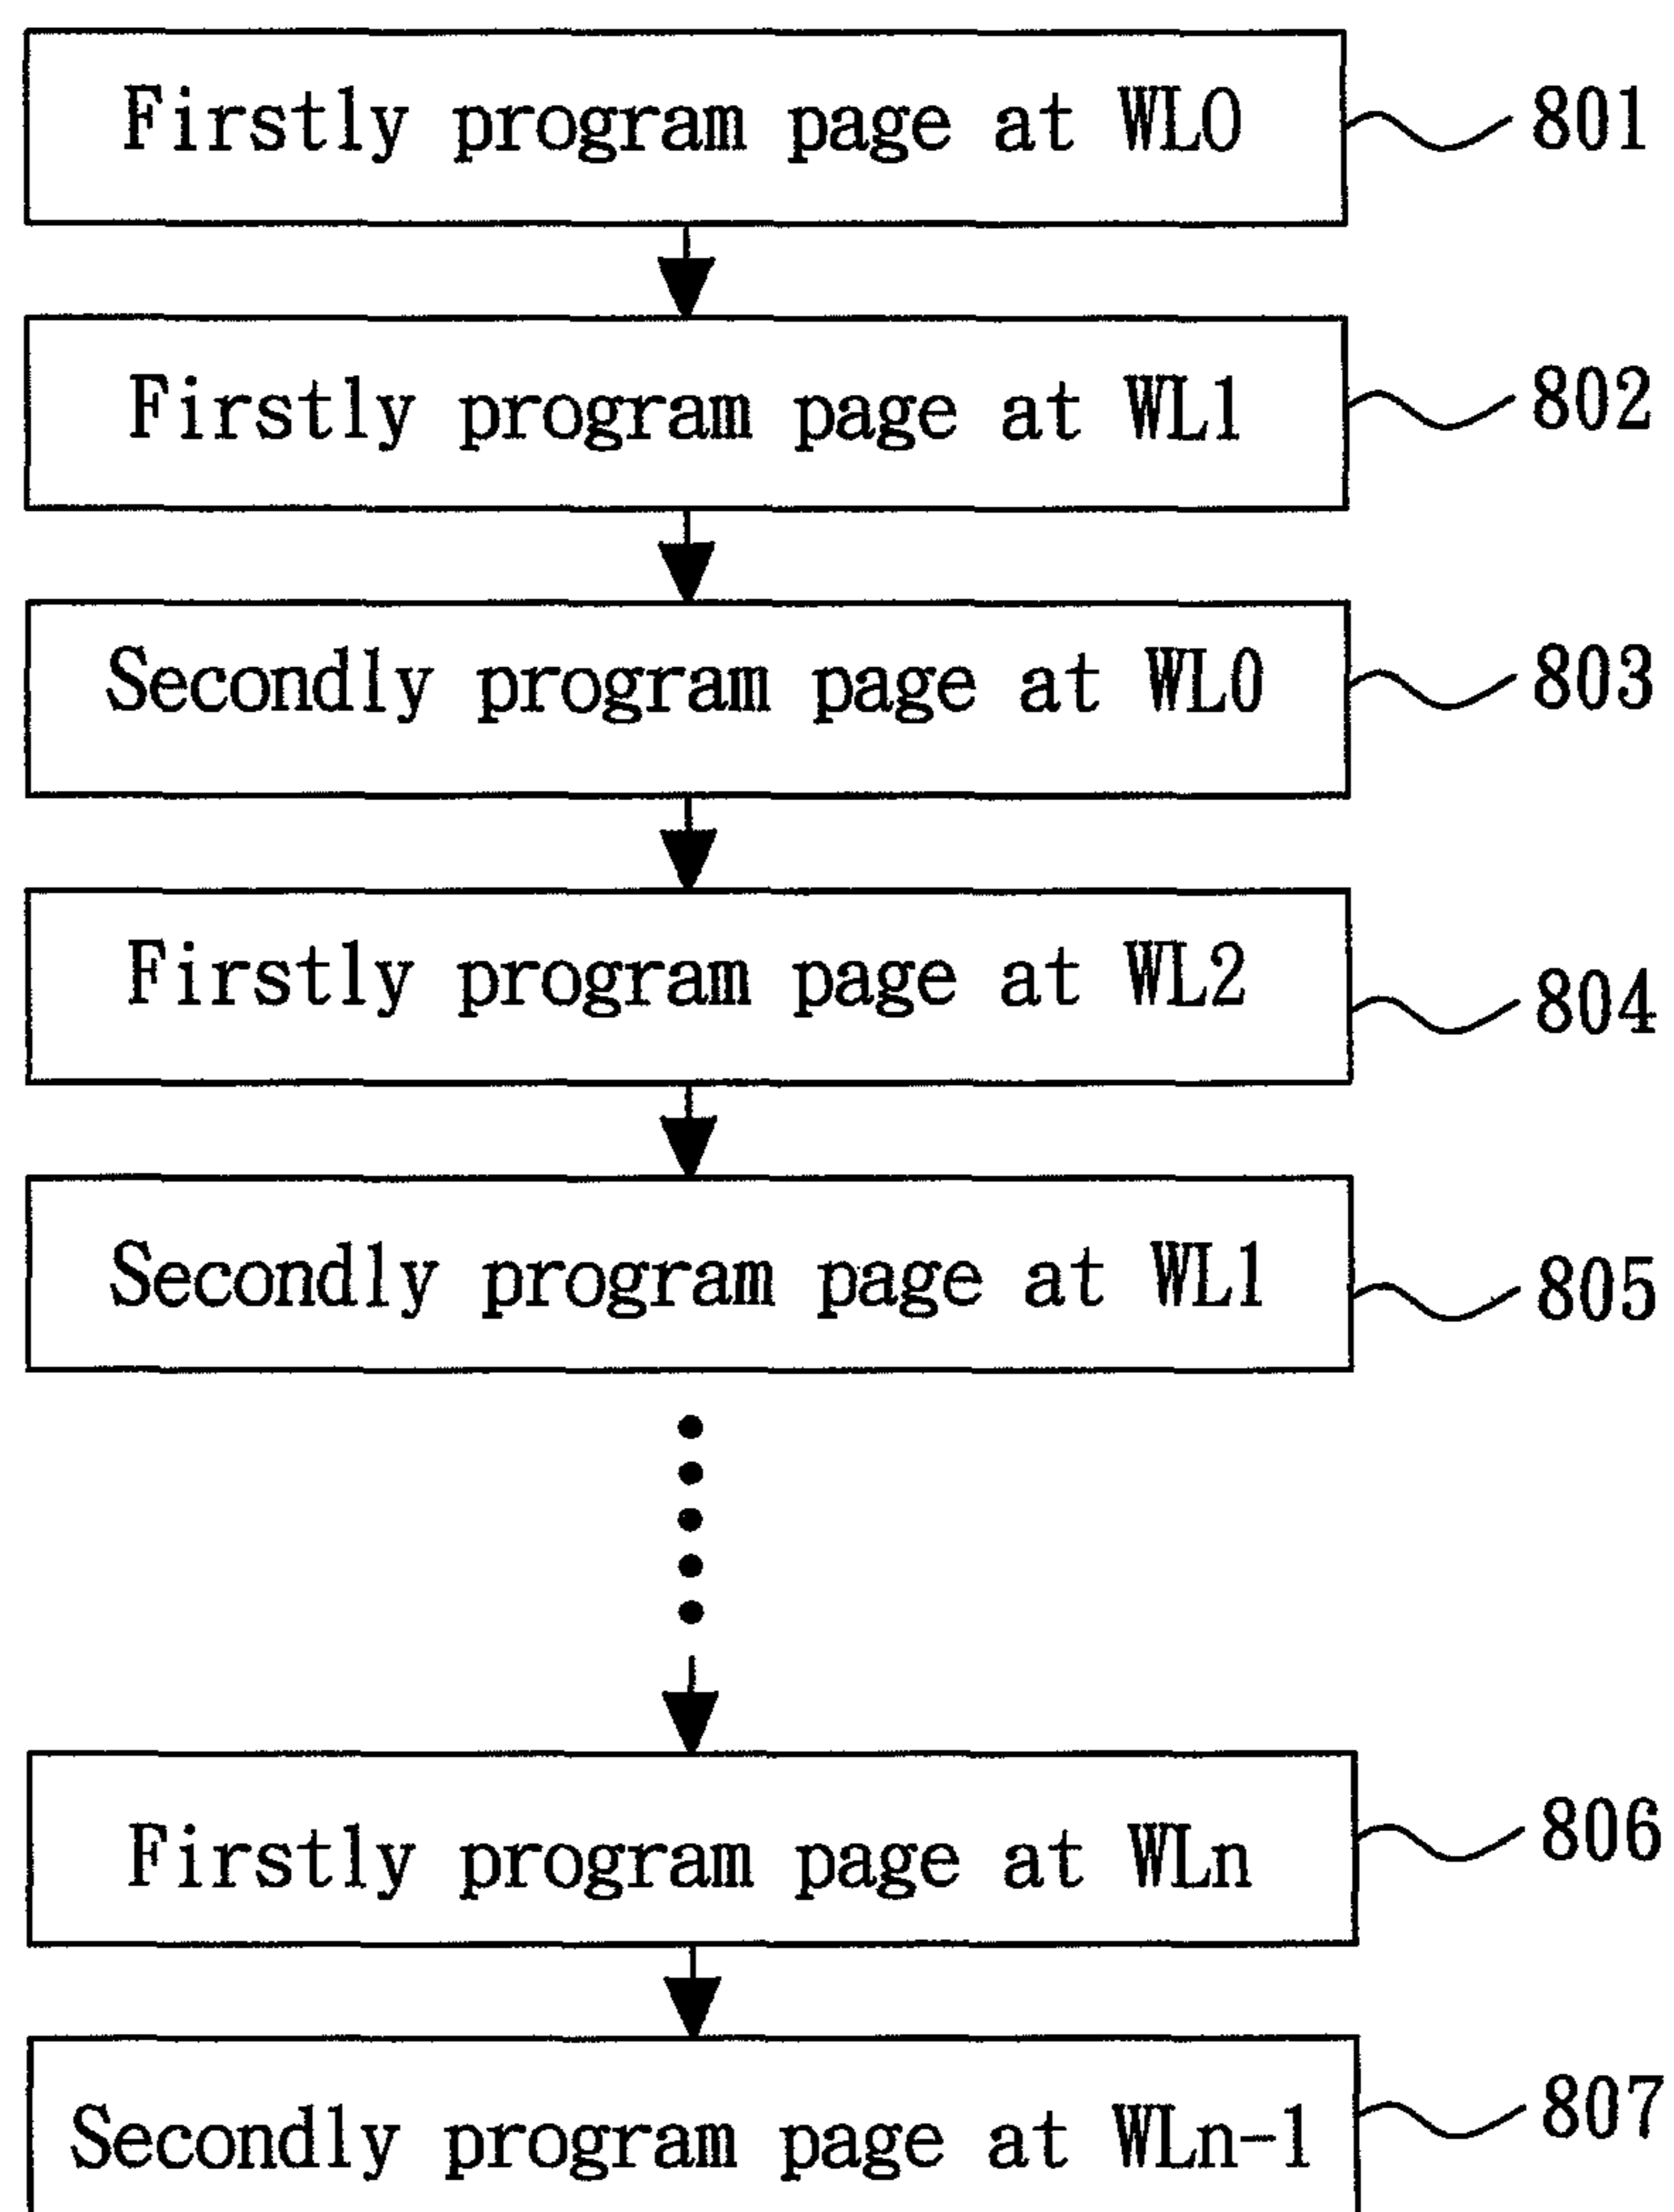 Firstly program page at WL0
801
Firstly program page at WL1
802
Secondly program page at WL0
803
Firstly program page at WL2
804
Secondly program page at WL1
805
Firstly program page at WLn
806
Secondly program page at WLn-1
807